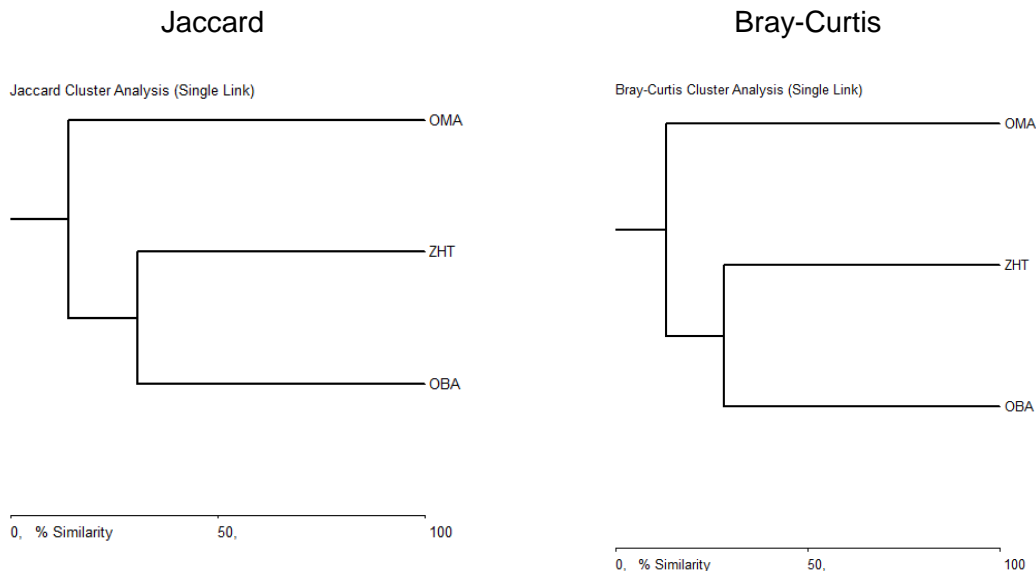 Jaccard
Jaccard Cluster Analysis (Single Link)
OMA
ZHT
OBA
0, % Similarity 50, 100
Bray-Curtis
Bray-Curtis Cluster Analysis (Single Link)
OMA
ZHT
OBA
0, % Similarity 50, 100